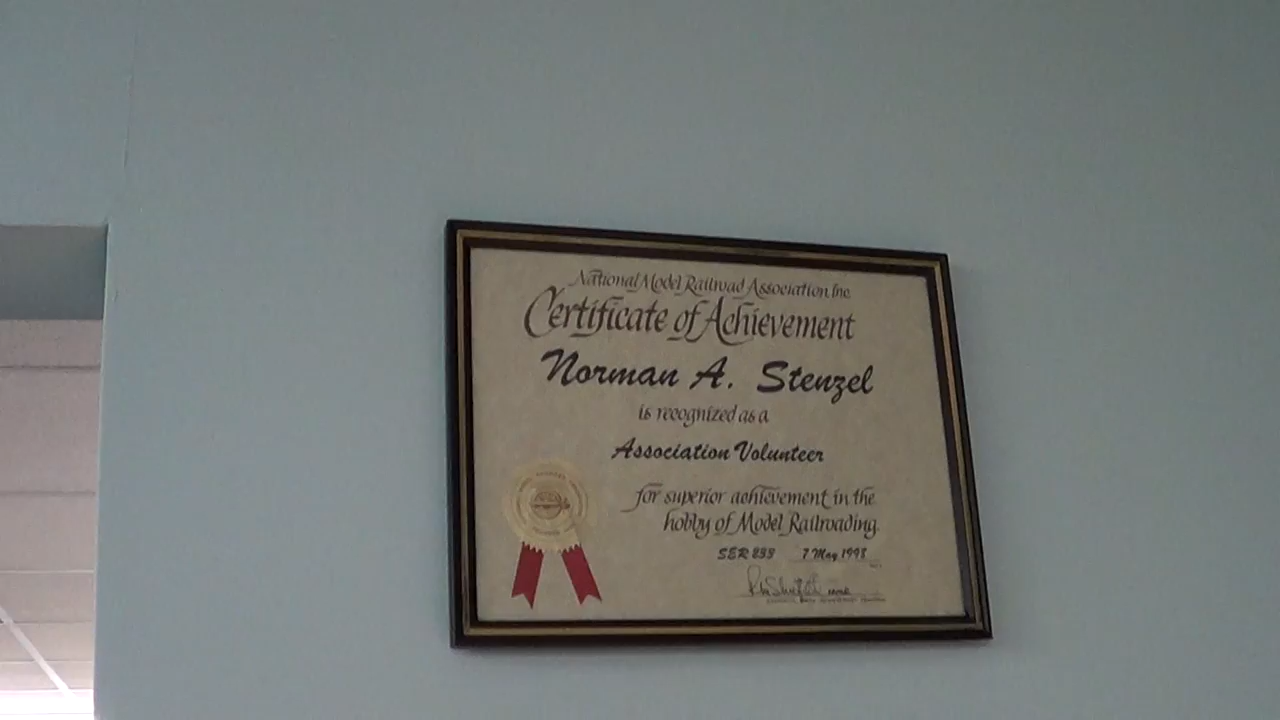 National Model Railroad Association, Inc.
Certificate of Achievement
Norman A. Stenzel
is recognized as a
Association Volunteer
for superior achievement in the
hobby of Model Railroading.
SER 833 7 May 1998